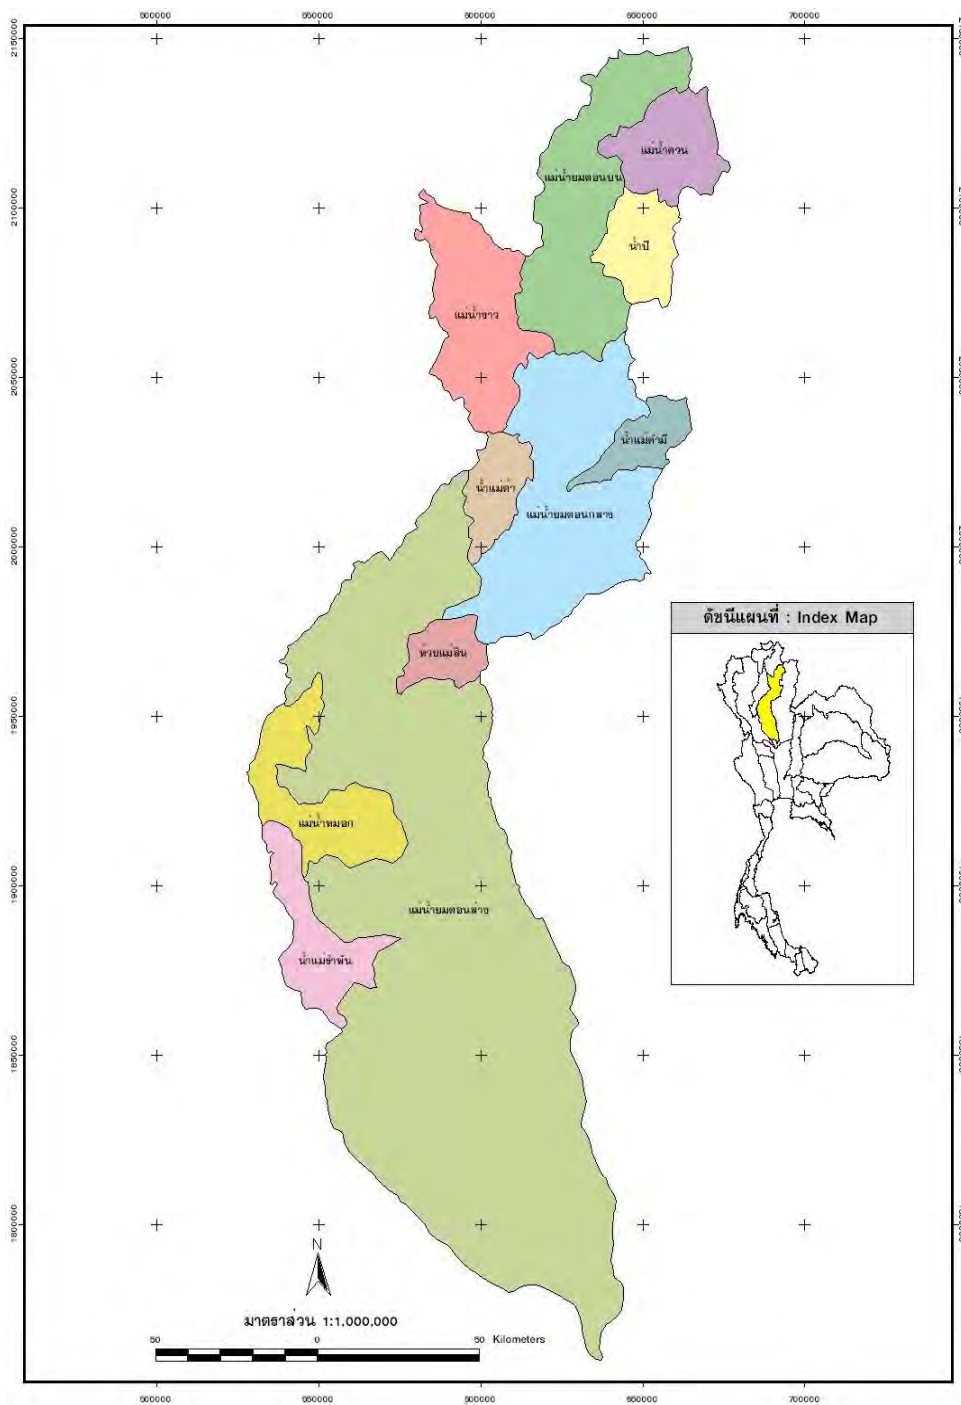 500000 550000 600000 650000 700000
2150000
แม่น้ำควน
แม่น้ำยมตอนบน
2100000
น้ำปี้
แม่น้ำงาว
2050000
น้ำแม่คำมี
น้ำแม่ต้า
แม่น้ำยมตอนกลาง
2000000
ดัชนีแผนที่ : Index Map
ห้วยแม่สิน
1950000
แม่น้ำมอก
1900000
แม่น้ำยมตอนล่าง
น้ำแม่รำพัน
1850000
1800000
N
มาตราส่วน 1:1,000,000
50 0 50 Kilometers
500000 550000 600000 650000 700000